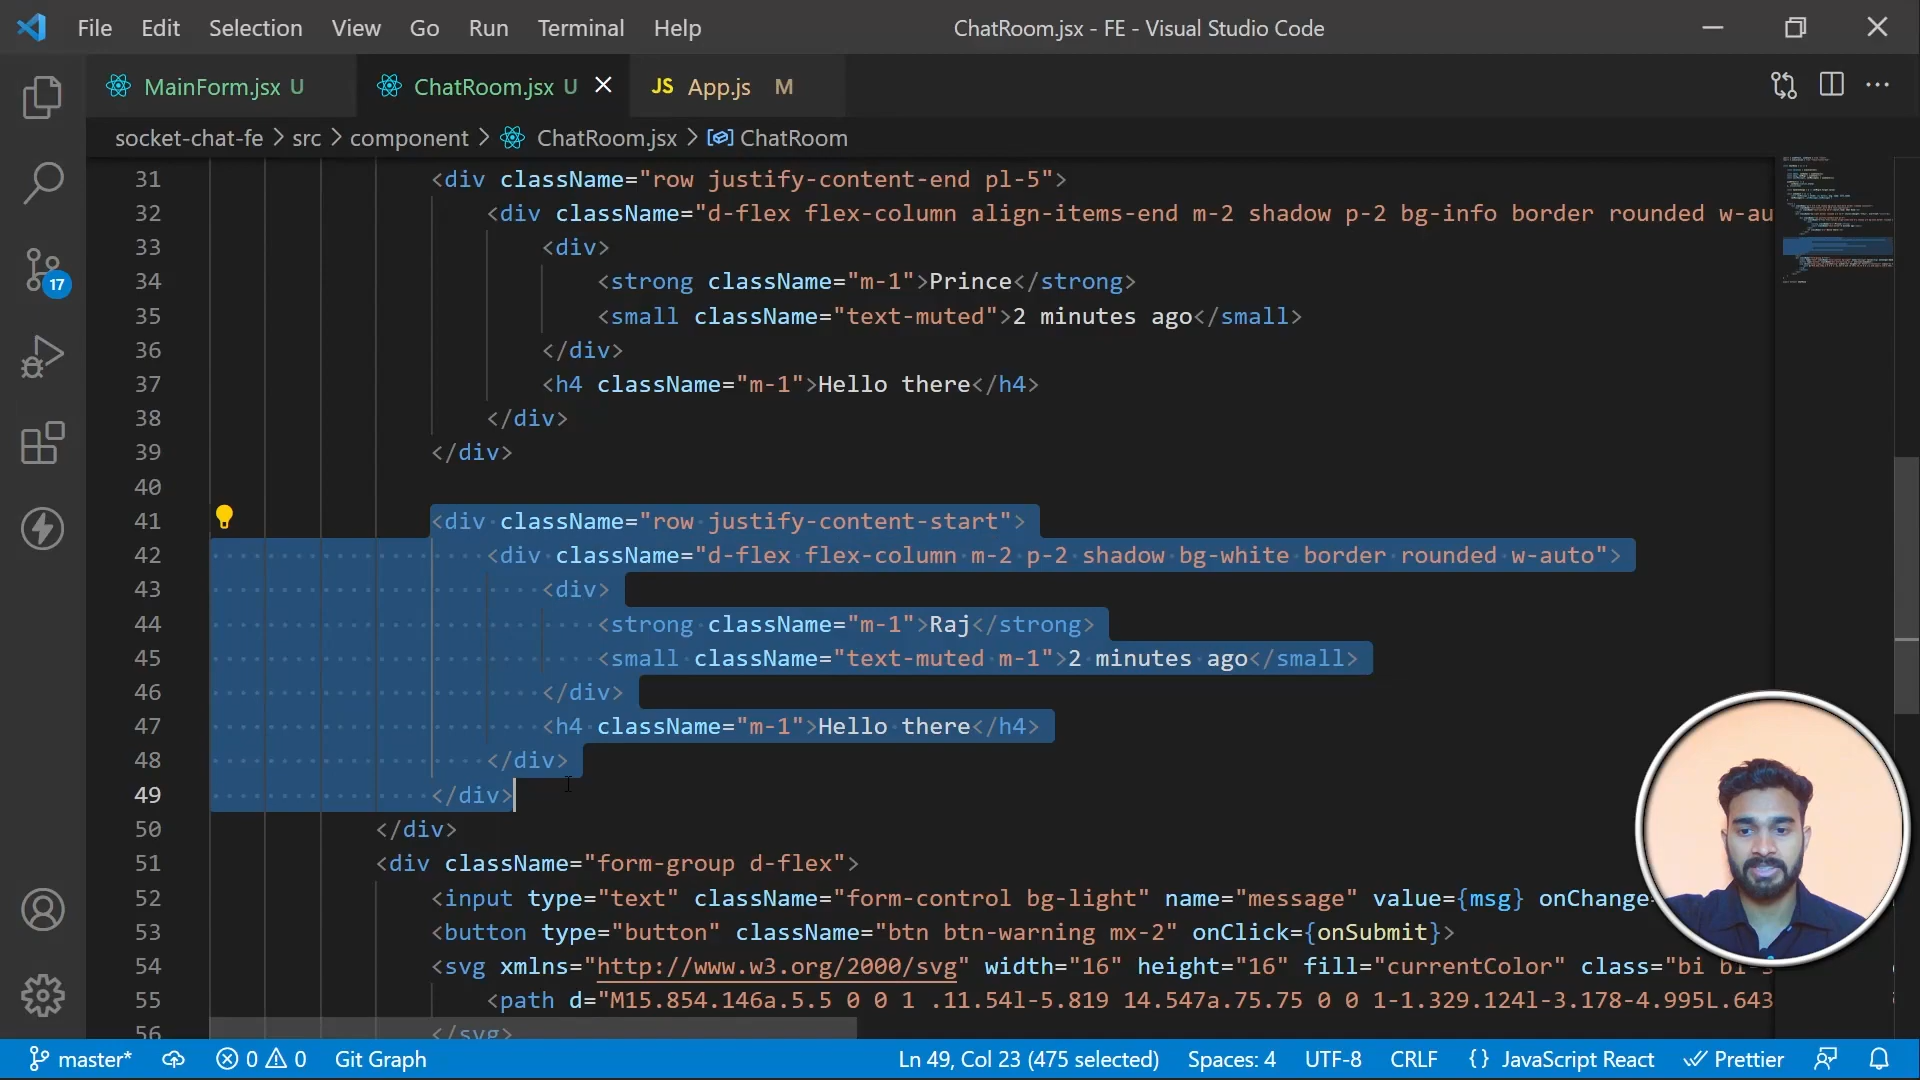 File Edit Selection View Go Run Terminal Help ChatRoom.jsx - FE - Visual Studio Code
MainForm.jsx U ChatRoom.jsx U JS App.js M
socket-chat-fe > src > component > ChatRoom.jsx > ChatRoom
31 <div className="row justify-content-end pl-5">
32 <div className="d-flex flex-column align-items-end m-2 shadow p-2 bg-info border rounded w-au
33 <div>
34 <strong className="m-1">Prince</strong>
35 <small className="text-muted">2 minutes ago</small>
36 </div>
37 <h4 className="m-1">Hello there</h4>
38 </div>
39 </div>
40
41 <div className="row justify-content-start">
42 <div className="d-flex flex-column m-2 p-2 shadow bg-white border rounded w-auto">
43 <div>
44 <strong className="m-1">Raj</strong>
45 <small className="text-muted m-1">2 minutes ago</small>
46 </div>
47 <h4 className="m-1">Hello there</h4>
48 </div>
49 </div>
50 </div>
51 <div className="form-group d-flex">
52 <input type="text" className="form-control bg-light" name="message" value={msg} onChange=
53 <button type="button" className="btn btn-warning mx-2" onClick={onSubmit}>
54 <svg xmlns="http://www.w3.org/2000/svg" width="16" height="16" fill="currentColor" class="bi
55 <path d="M15.854.146a.5.5 0 0 1 .11.54l-5.819 14.547a.75.75 0 0 1-1.329.124l-3.178-4.995L.643
56 </svg>
17
master* 0 0 Git Graph Ln 49, Col 23 (475 selected) Spaces: 4 UTF-8 CRLF {} JavaScript React Prettier